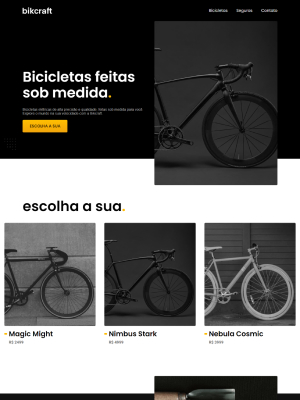 bikcraft
Bicicletas
Seguros
Contato
Bicicletas feitas
sob medida.
Bicicletas elétricas de alta precisão e qualidade, feitas sob medida para você.
Explore o mundo na sua velocidade com a Bikcraft.
ESCOLHA A SUA
escolha a sua.
Magic Might
R$ 2499
Nimbus Stark
R$ 4999
Nebula Cosmic
R$ 3999